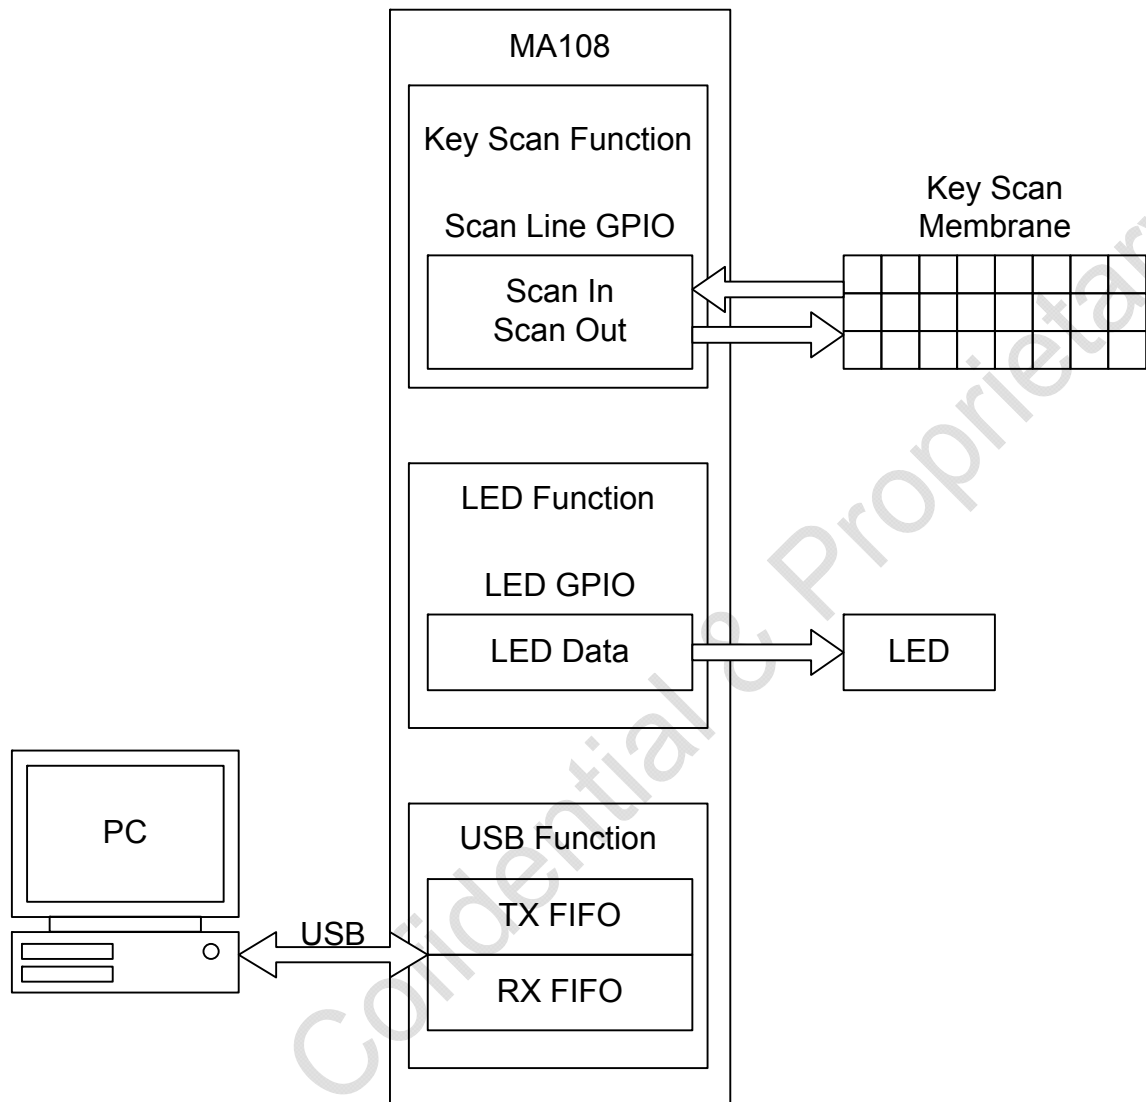 MA108
Key Scan Function
Scan Line GPIO
Scan In
Scan Out
Key Scan
Membrane
LED Function
LED GPIO
LED Data
LED
PC
USB
USB Function
TX FIFO
RX FIFO
Cofidential & Proprietary